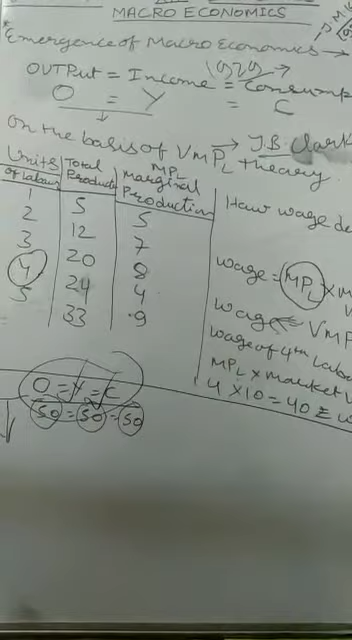 MACRO ECONOMICS
*Emergence of Macro Economics → J.M.K
1929 →
OUTPUT = Income = Consump
O = Y = C
On the basis of VMPL → J.B. Clark
theory.
Units of Labour | Total Product | MPL Marginal Production
1 5 5
2 12 7
3 20 8
4 24 4
5 33 9
How wage de
wage = MPL × m
wage = VMP
wage of 4th Labo
MPL × market
4 × 10 = 40 = w
O = Y = C
50 = 50 = 50